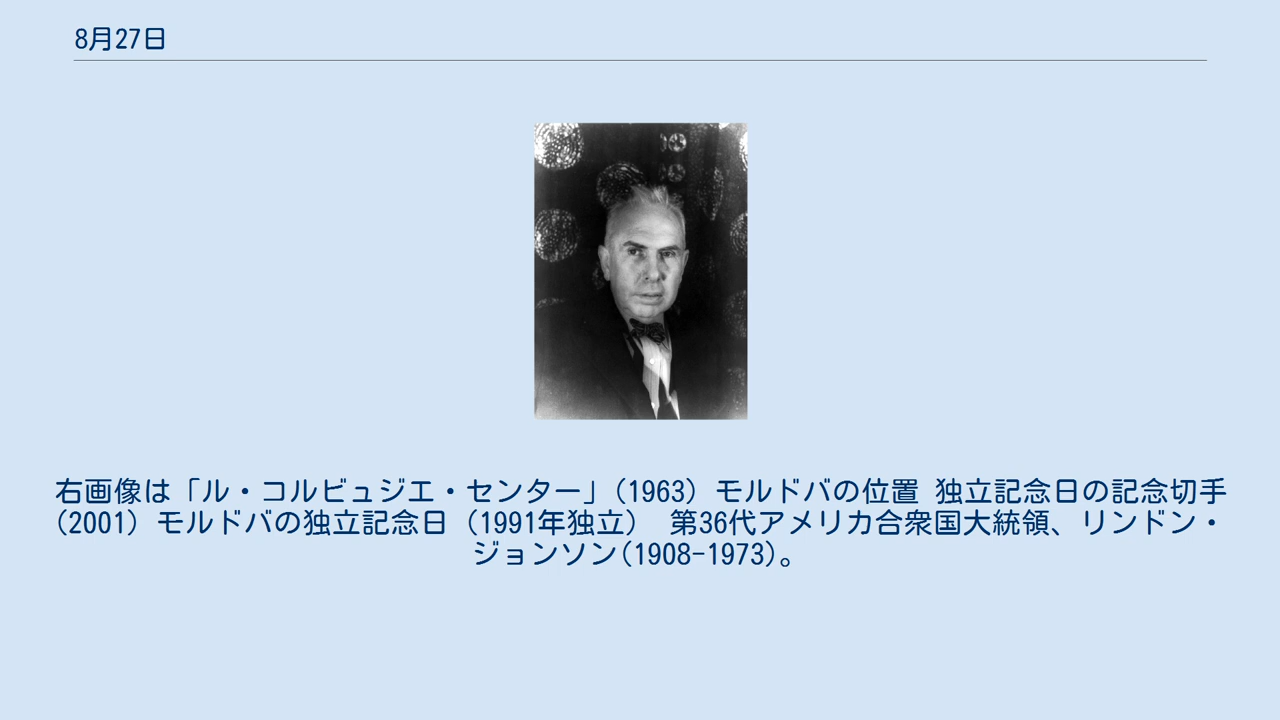 8月27日
右画像は「ル・コルビュジエ・センター」(1963) モルドバの位置 独立記念日の記念切手
(2001) モルドバの独立記念日（1991年独立） 第36代アメリカ合衆国大統領、リンドン・
ジョンソン(1908-1973)。